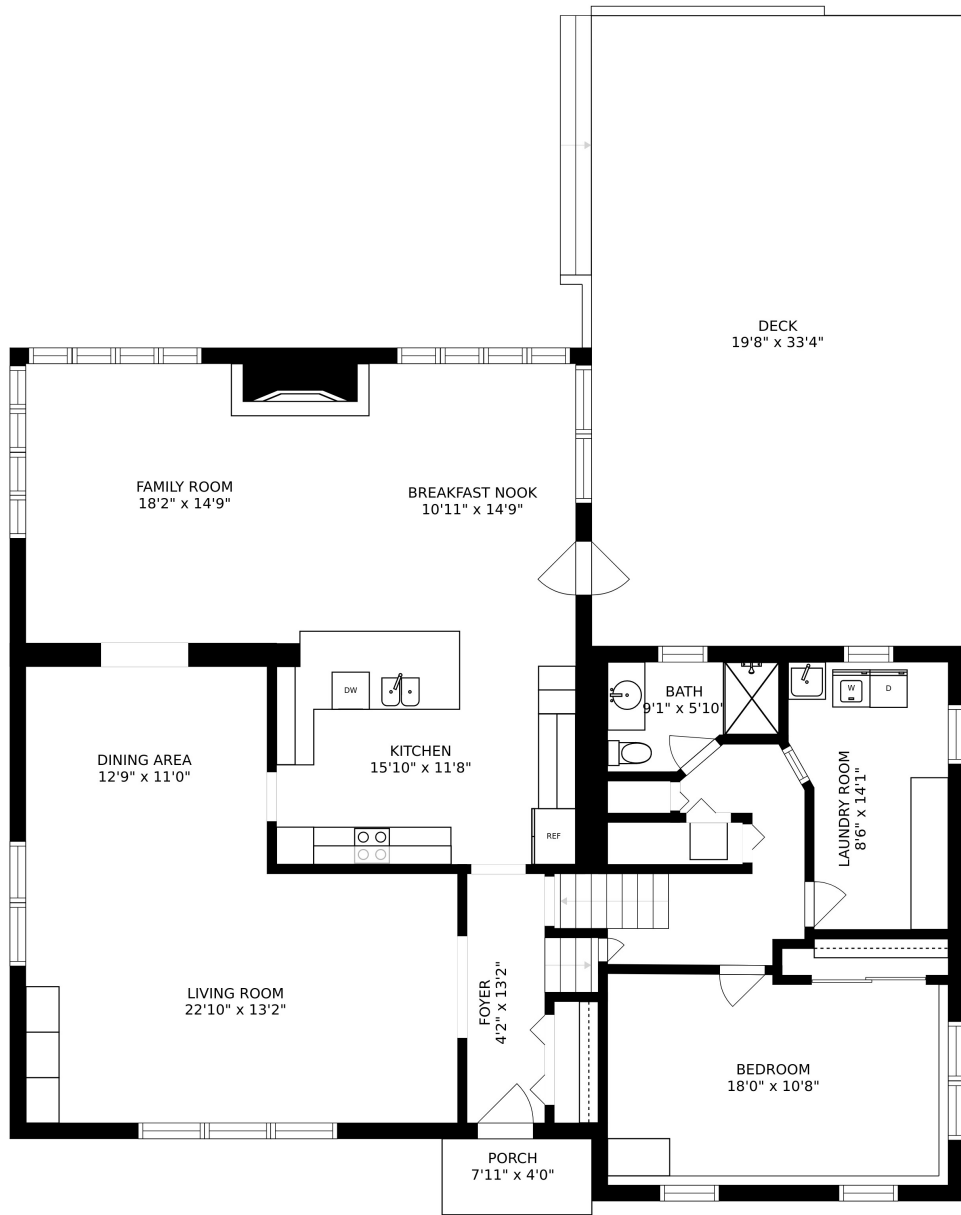 DECK
19'8" x 33'4"
FAMILY ROOM
18'2" x 14'9"
BREAKFAST NOOK
10'11" x 14'9"
DW
BATH
9'1" x 5'10"
W
D
KITCHEN
15'10" x 11'8"
DINING AREA
12'9" x 11'0"
REF
LAUNDRY ROOM
8'6" x 14'1"
LIVING ROOM
22'10" x 13'2"
FOYER
4'2" x 13'2"
BEDROOM
18'0" x 10'8"
PORCH
7'11" x 4'0"